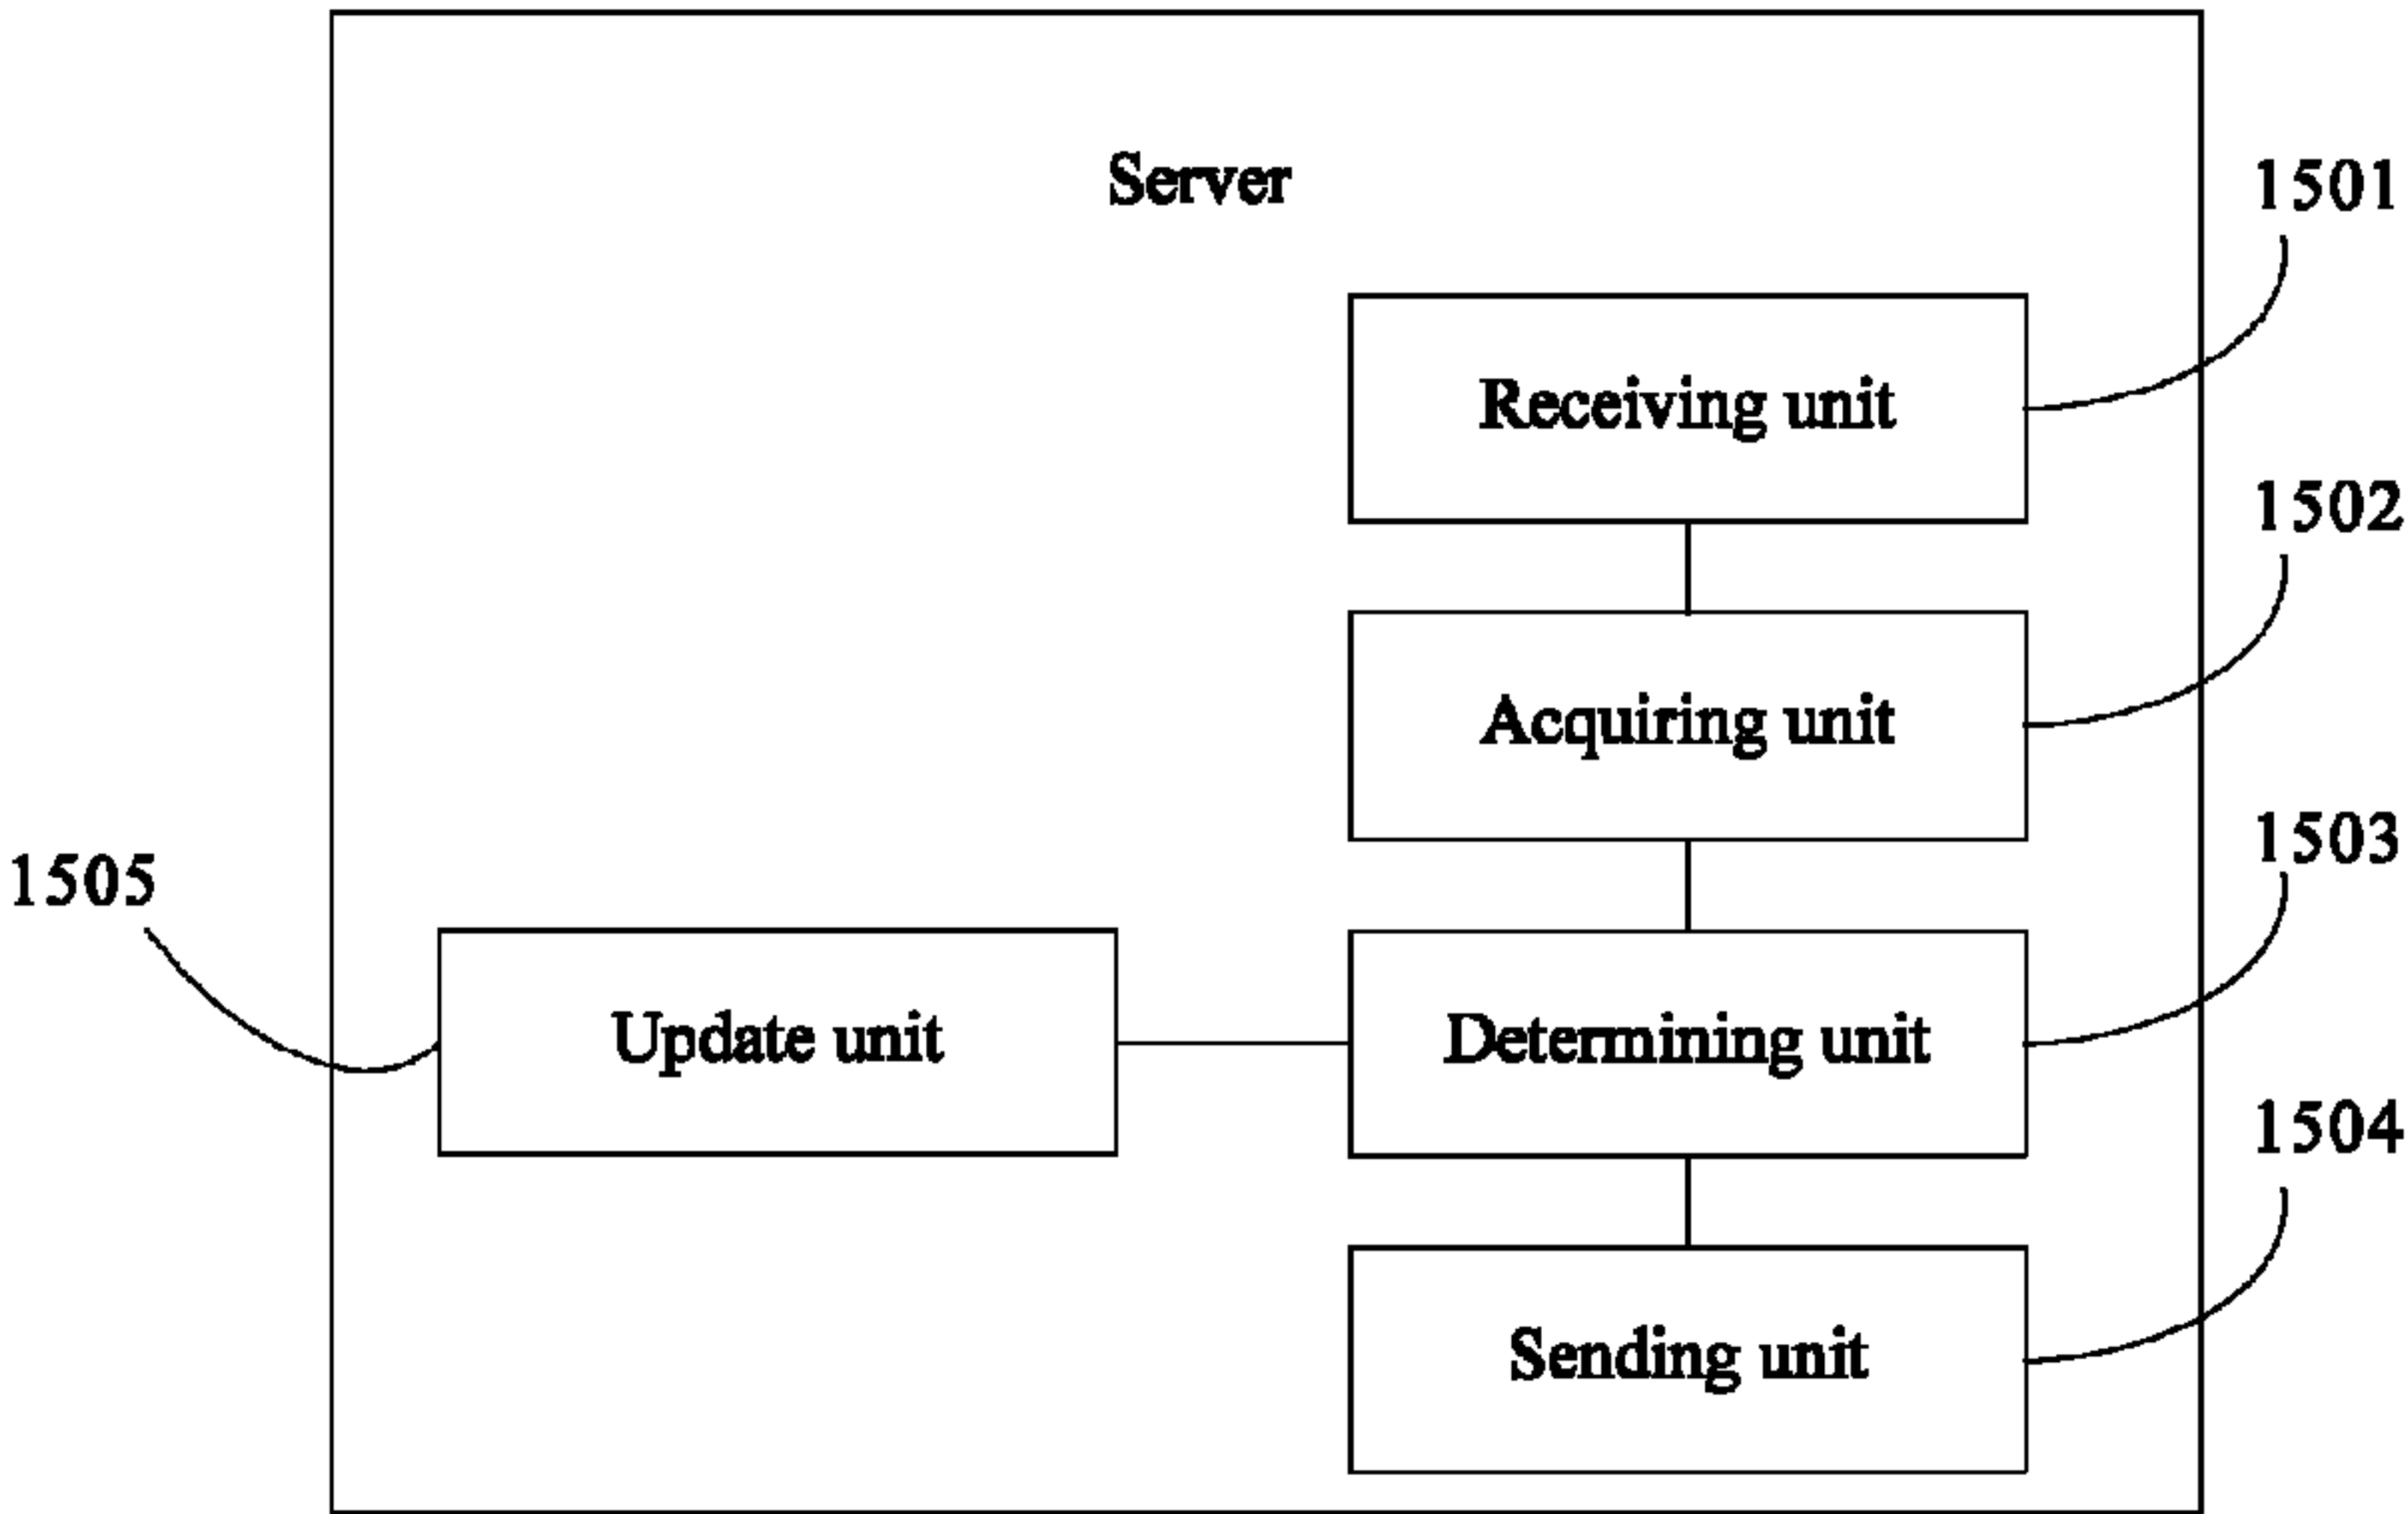 Server
1501
Receiving unit
1502
Acquiring unit
1503
1505
Update unit
Determining unit
1504
Sending unit